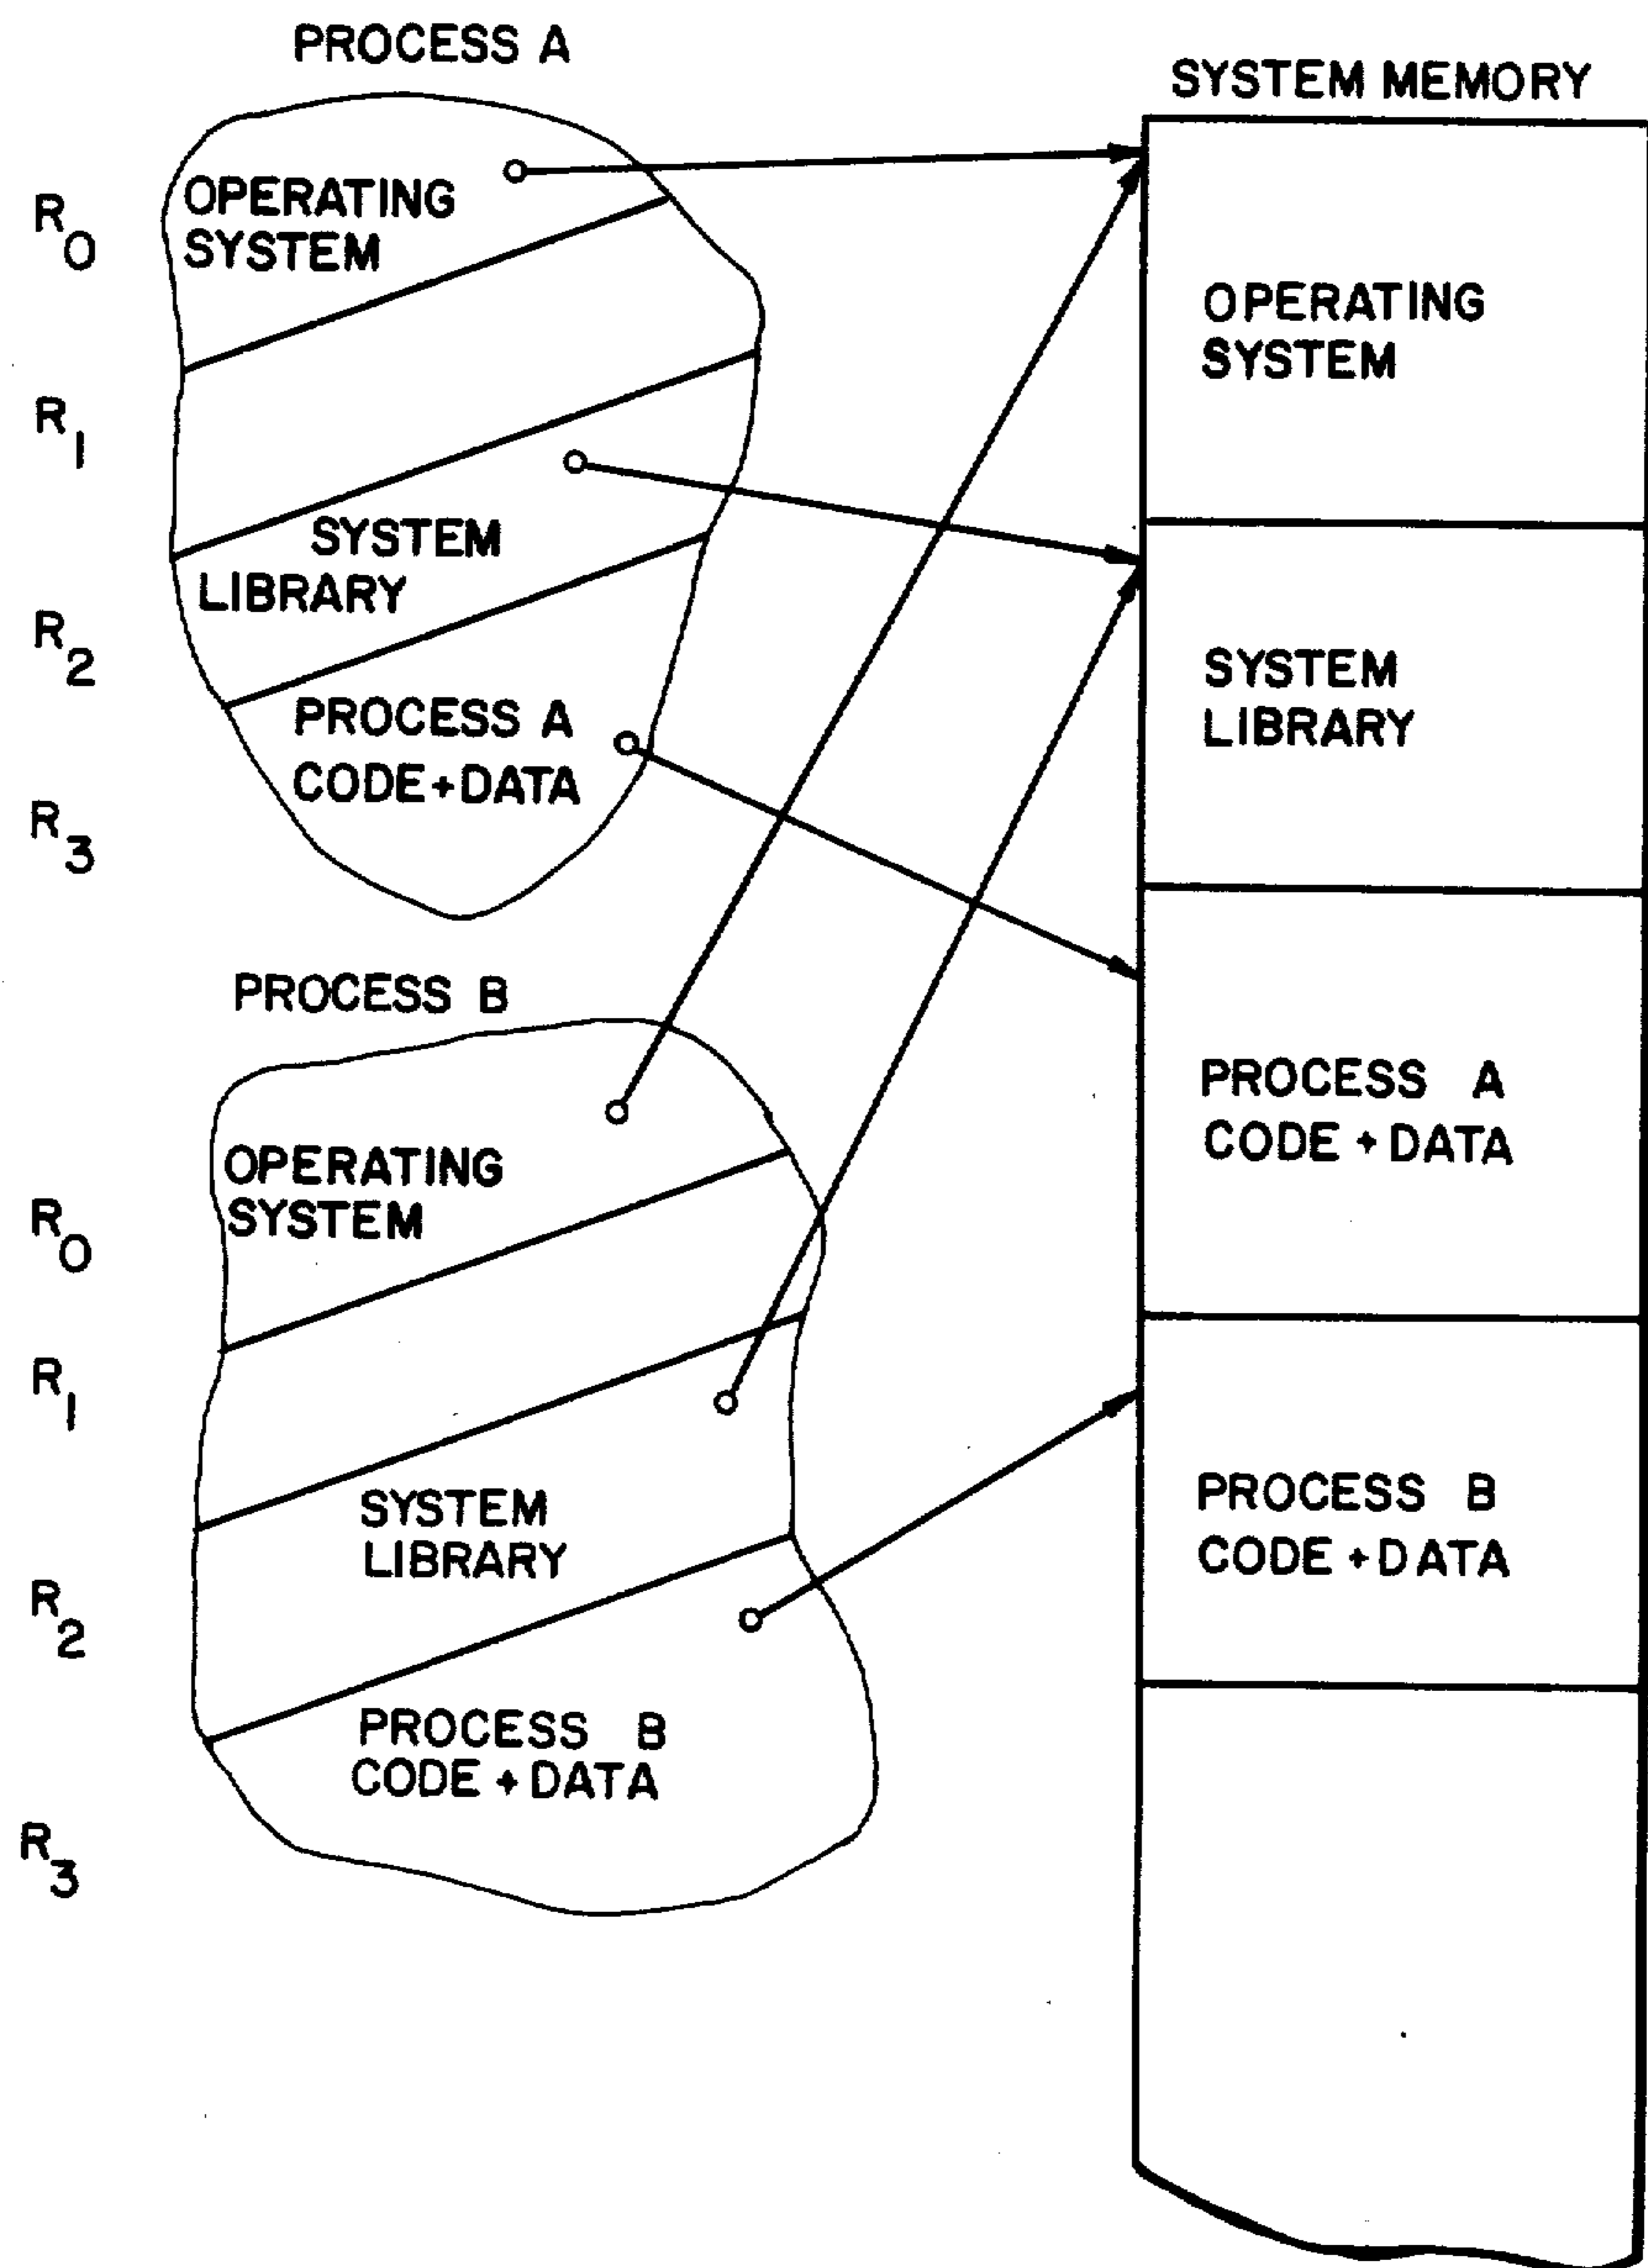 PROCESS A
R0
OPERATING
SYSTEM
R1
R2
SYSTEM
LIBRARY
R3
PROCESS A
CODE+DATA
PROCESS B
R0
OPERATING
SYSTEM
R1
R2
SYSTEM
LIBRARY
R3
PROCESS B
CODE + DATA
SYSTEM MEMORY
OPERATING
SYSTEM
SYSTEM
LIBRARY
PROCESS A
CODE + DATA
PROCESS B
CODE + DATA